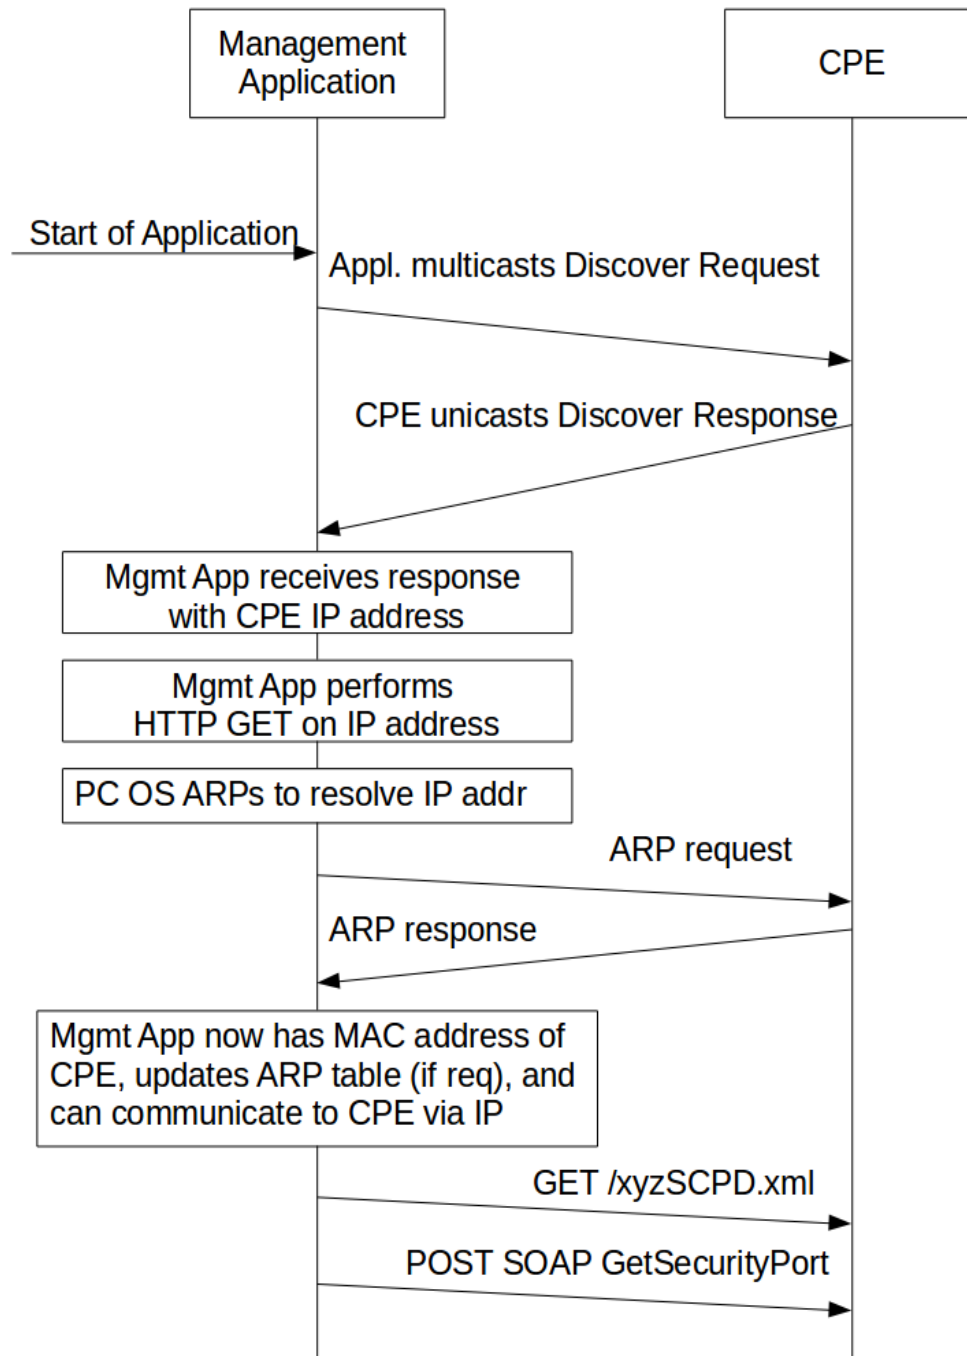 Management
Application
CPE
Start of Application
Appl. multicasts Discover Request
CPE unicasts Discover Response
Mgmt App receives response
with CPE IP address
Mgmt App performs
HTTP GET on IP address
PC OS ARPs to resolve IP addr
ARP request
ARP response
Mgmt App now has MAC address of
CPE, updates ARP table (if req), and
can communicate to CPE via IP
GET /xyzSCPD.xml
POST SOAP GetSecurityPort